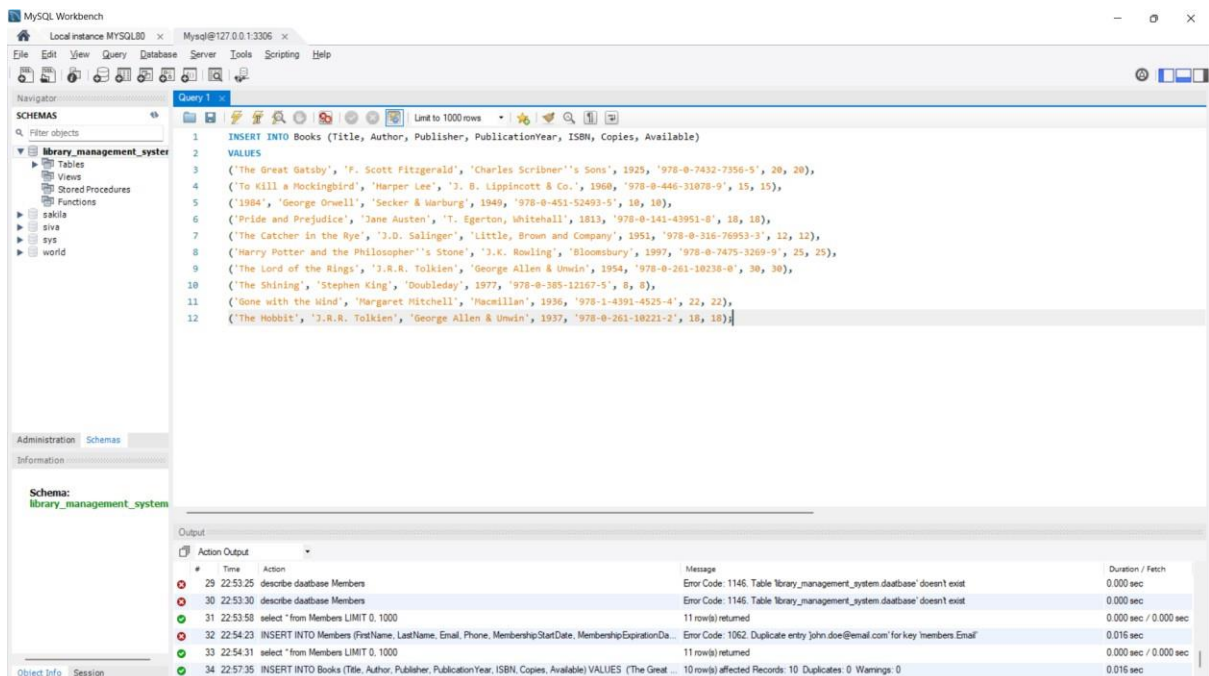 MySQL Workbench
Local instance MYSQL80 × Mysql@127.0.0.1:3306 ×
File Edit View Query Database Server Tools Scripting Help
Navigator
Query 1 ×
SCHEMAS
Limit to 1000 rows
Filter objects
library_management_syster
Tables
Views
Stored Procedures
Functions
sakila
siva
sys
world
1 INSERT INTO Books (Title, Author, Publisher, PublicationYear, ISBN, Copies, Available)
2 VALUES
3 ('The Great Gatsby', 'F. Scott Fitzgerald', 'Charles Scribner''s Sons', 1925, '978-0-7432-7356-5', 20, 20),
4 ('To Kill a Mockingbird', 'Harper Lee', 'J. B. Lippincott & Co.', 1960, '978-0-446-31078-9', 15, 15),
5 ('1984', 'George Orwell', 'Secker & Warburg', 1949, '978-0-451-52493-5', 10, 10),
6 ('Pride and Prejudice', 'Jane Austen', 'T. Egerton, Whitehall', 1813, '978-0-141-43951-8', 18, 18),
7 ('The Catcher in the Rye', 'J.D. Salinger', 'Little, Brown and Company', 1951, '978-0-316-76953-3', 12, 12),
8 ('Harry Potter and the Philosopher''s Stone', 'J.K. Rowling', 'Bloomsbury', 1997, '978-0-7475-3269-9', 25, 25),
9 ('The Lord of the Rings', 'J.R.R. Tolkien', 'George Allen & Unwin', 1954, '978-0-261-10238-0', 30, 30),
10 ('The Shining', 'Stephen King', 'Doubleday', 1977, '978-0-385-12167-5', 8, 8),
11 ('Gone with the Wind', 'Margaret Mitchell', 'Macmillan', 1936, '978-1-4391-4525-4', 22, 22),
12 ('The Hobbit', 'J.R.R. Tolkien', 'George Allen & Unwin', 1937, '978-0-261-10221-2', 18, 18);
Administration Schemas
Information
Schema:
library_management_system
Output
Action Output
# Time Action Message Duration / Fetch
29 22:53:25 describe daatbase Members Error Code: 1146. Table 'library_management_system.daatbase' doesn't exist 0.000 sec
30 22:53:30 describe daatbase Members Error Code: 1146. Table 'library_management_system.daatbase' doesn't exist 0.000 sec
31 22:53:58 select * from Members LIMIT 0, 1000 11 row(s) returned 0.000 sec / 0.000 sec
32 22:54:23 INSERT INTO Members (FirstName, LastName, Email, Phone, MembershipStartDate, MembershipExpirationDa... Error Code: 1062. Duplicate entry 'john.doe@email.com' for key 'members.Email' 0.016 sec
33 22:54:31 select * from Members LIMIT 0, 1000 11 row(s) returned 0.000 sec / 0.000 sec
34 22:57:35 INSERT INTO Books (Title, Author, Publisher, PublicationYear, ISBN, Copies, Available) VALUES ('The Great ... 10 row(s) affected Records: 10 Duplicates: 0 Warnings: 0 0.016 sec
Object Info Session